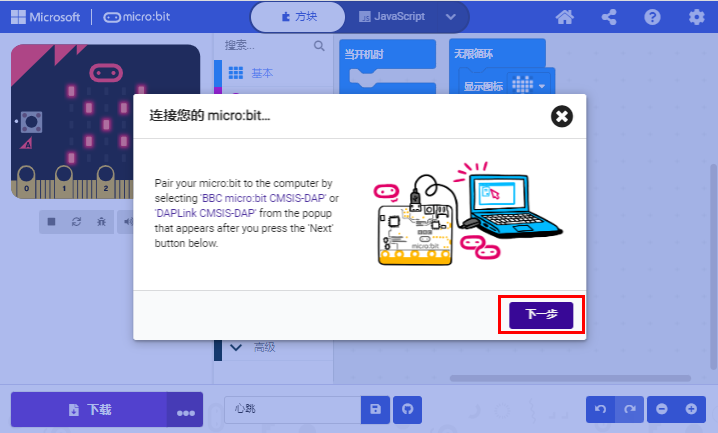 Microsoft
micro:bit
方块
JavaScript
搜索...
基本
当开机时
无限循环
显示图标
A
0
1
2
连接您的 micro:bit...
Pair your micro:bit to the computer by
selecting 'BBC micro:bit CMSIS-DAP' or
'DAPLink CMSIS-DAP' from the popup
that appears after you press the 'Next'
button below.
micro:bit
下一步
高级
下载
心跳